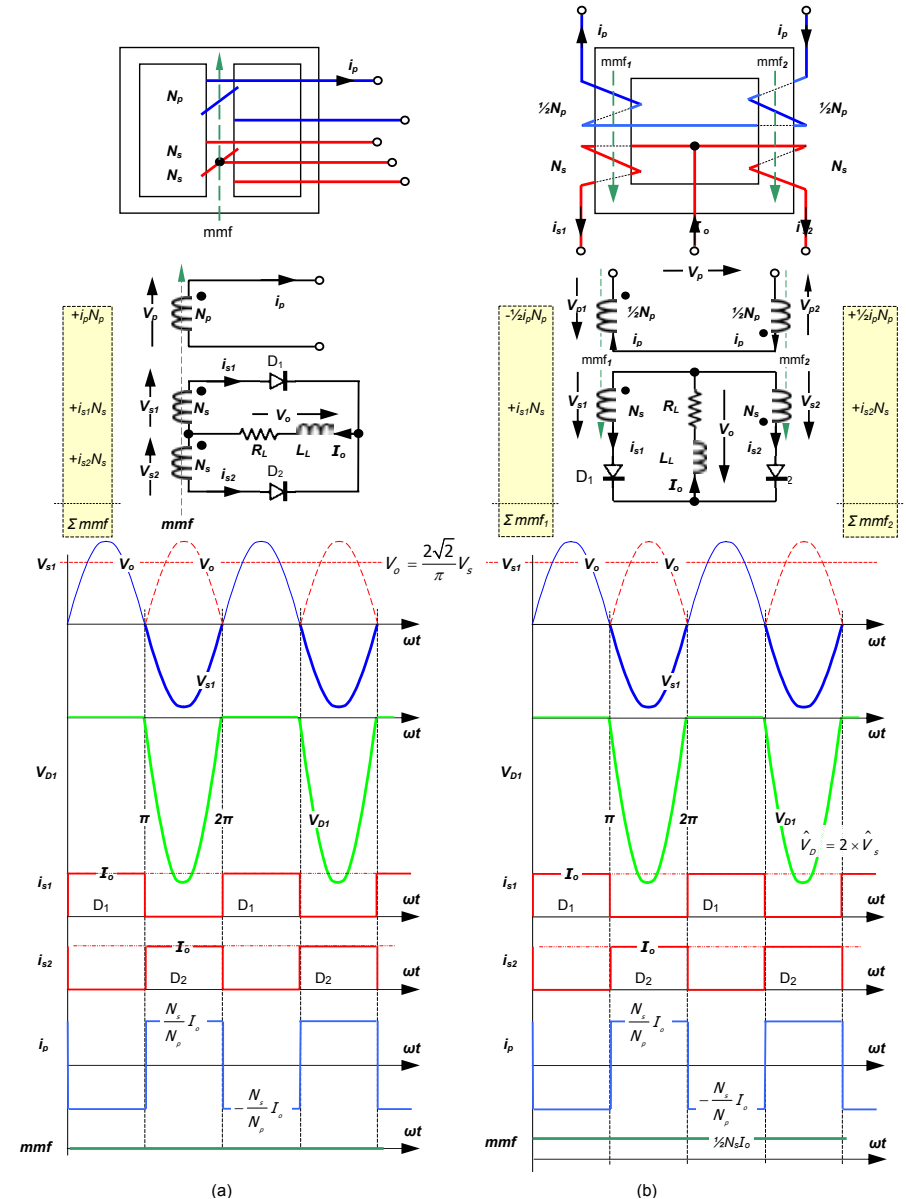 i_p
N_p
N_s
N_s
mmf
V_p
N_p
i_p
+i_pN_p
+i_s1N_s
+i_s2N_s
Σ mmf
i_s1
D_1
V_s1
N_s
V_o
R_L
L_L
I_o
V_s2
N_s
i_s2
D_2
mmf
V_s1
V_o
V_o
V_o = 2√2/π V_s
ωt
V_s1
ωt
V_D1
π
2π
V_D1
i_s1
I_o
D_1
D_1
ωt
i_s2
I_o
D_2
D_2
ωt
i_p
N_s/N_p I_o
ωt
-N_s/N_p I_o
mmf
ωt
(a)
i_p
i_p
mmf_1
mmf_2
½N_p
½N_p
N_s
N_s
i_s1
I_o
V_p
V_p1
½N_p
½N_p
V_p2
i_p
i_p
-½i_pN_p
+½i_pN_p
mmf_1
mmf_2
V_s1
N_s
R_L
V_o
N_s
V_s2
+i_s1N_s
+i_s2N_s
i_s1
L_L
i_s2
D_1
I_o
2
Σ mmf_1
Σ mmf_2
V_s1
V_o
V_o
ωt
V_s1
ωt
V_D1
π
2π
V_D1
V̂_D = 2 × V̂_s
i_s1
I_o
D_1
D_1
ωt
i_s2
I_o
D_2
D_2
ωt
i_p
N_s/N_p I_o
ωt
-N_s/N_p I_o
mmf
½N_sI_o
ωt
(b)